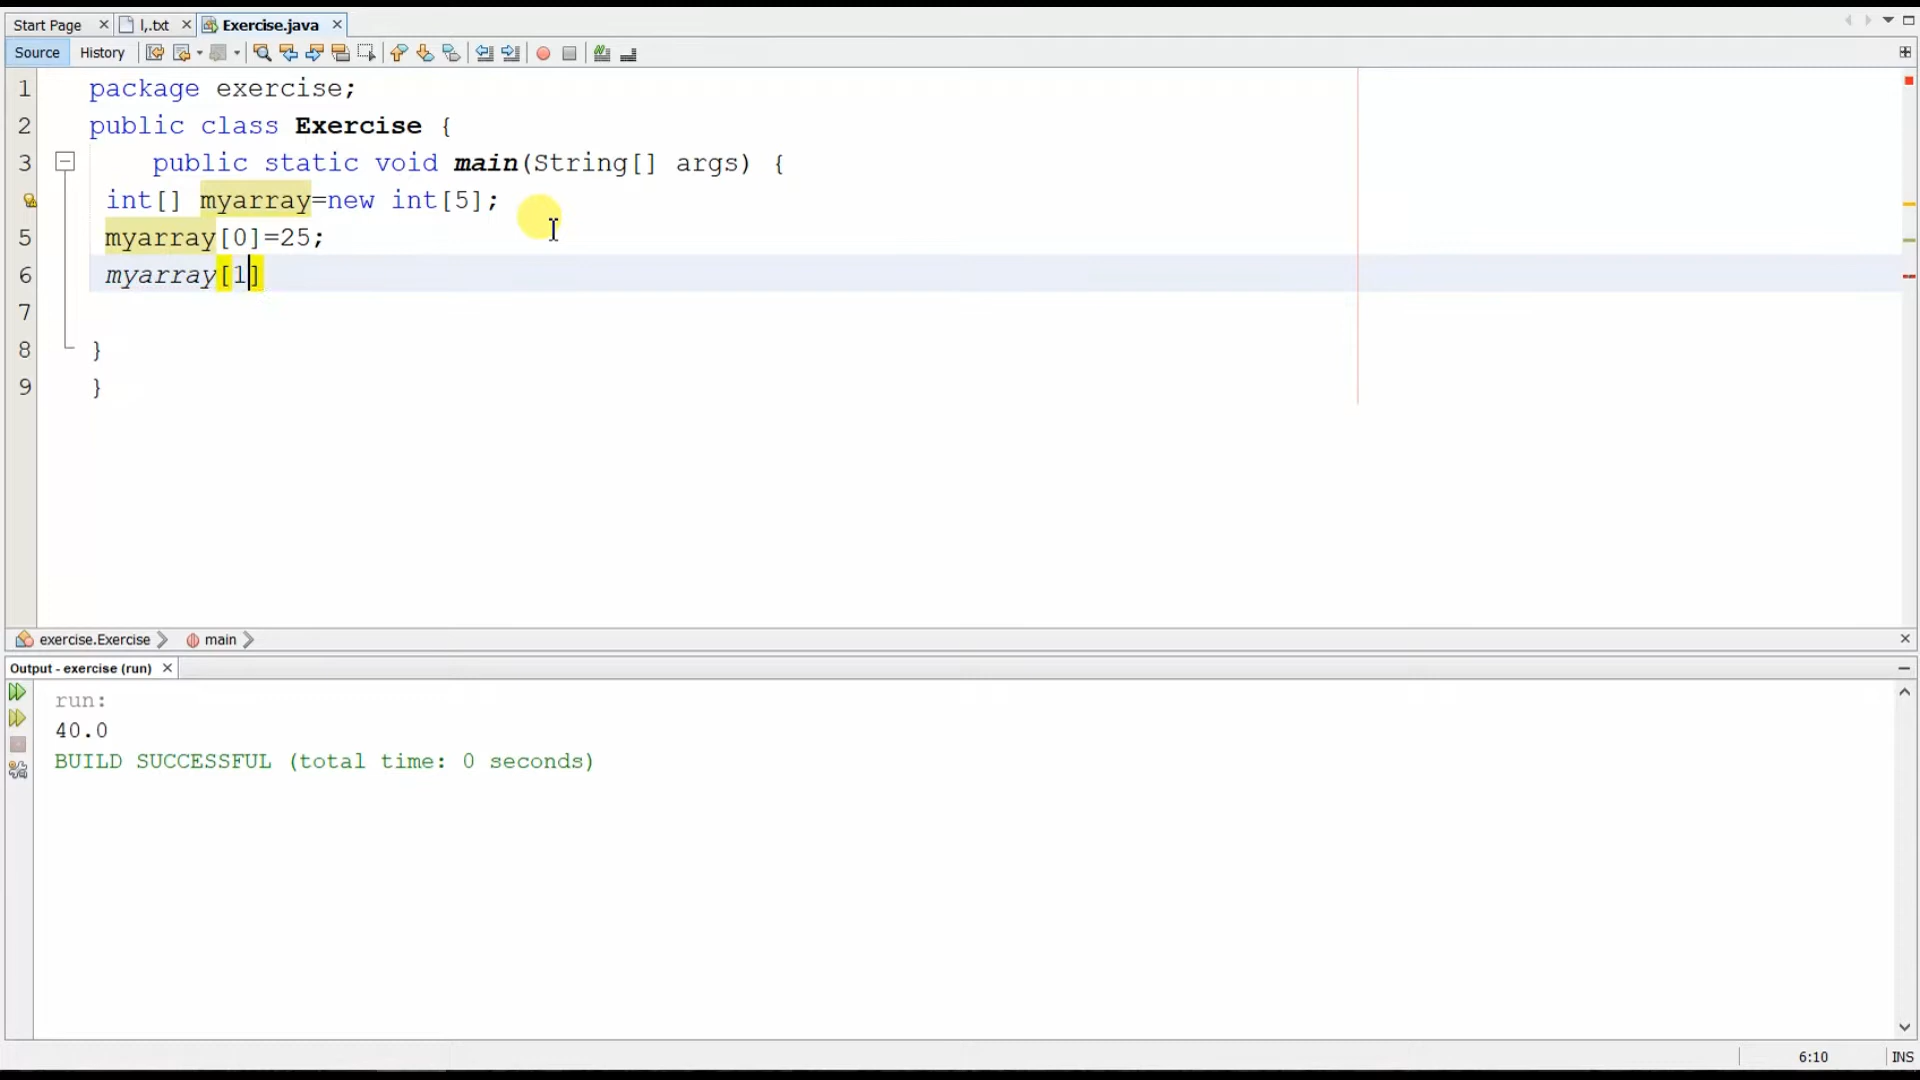 Start Page l,.txt Exercise.java
Source History
1 package exercise;
2 public class Exercise {
3 public static void main(String[] args) {
int[] myarray=new int[5];
5 myarray[0]=25;
6 myarray[1]
7
8 }
9 }
exercise.Exercise main
Output - exercise (run)
run:
40.0
BUILD SUCCESSFUL (total time: 0 seconds)
6:10 INS